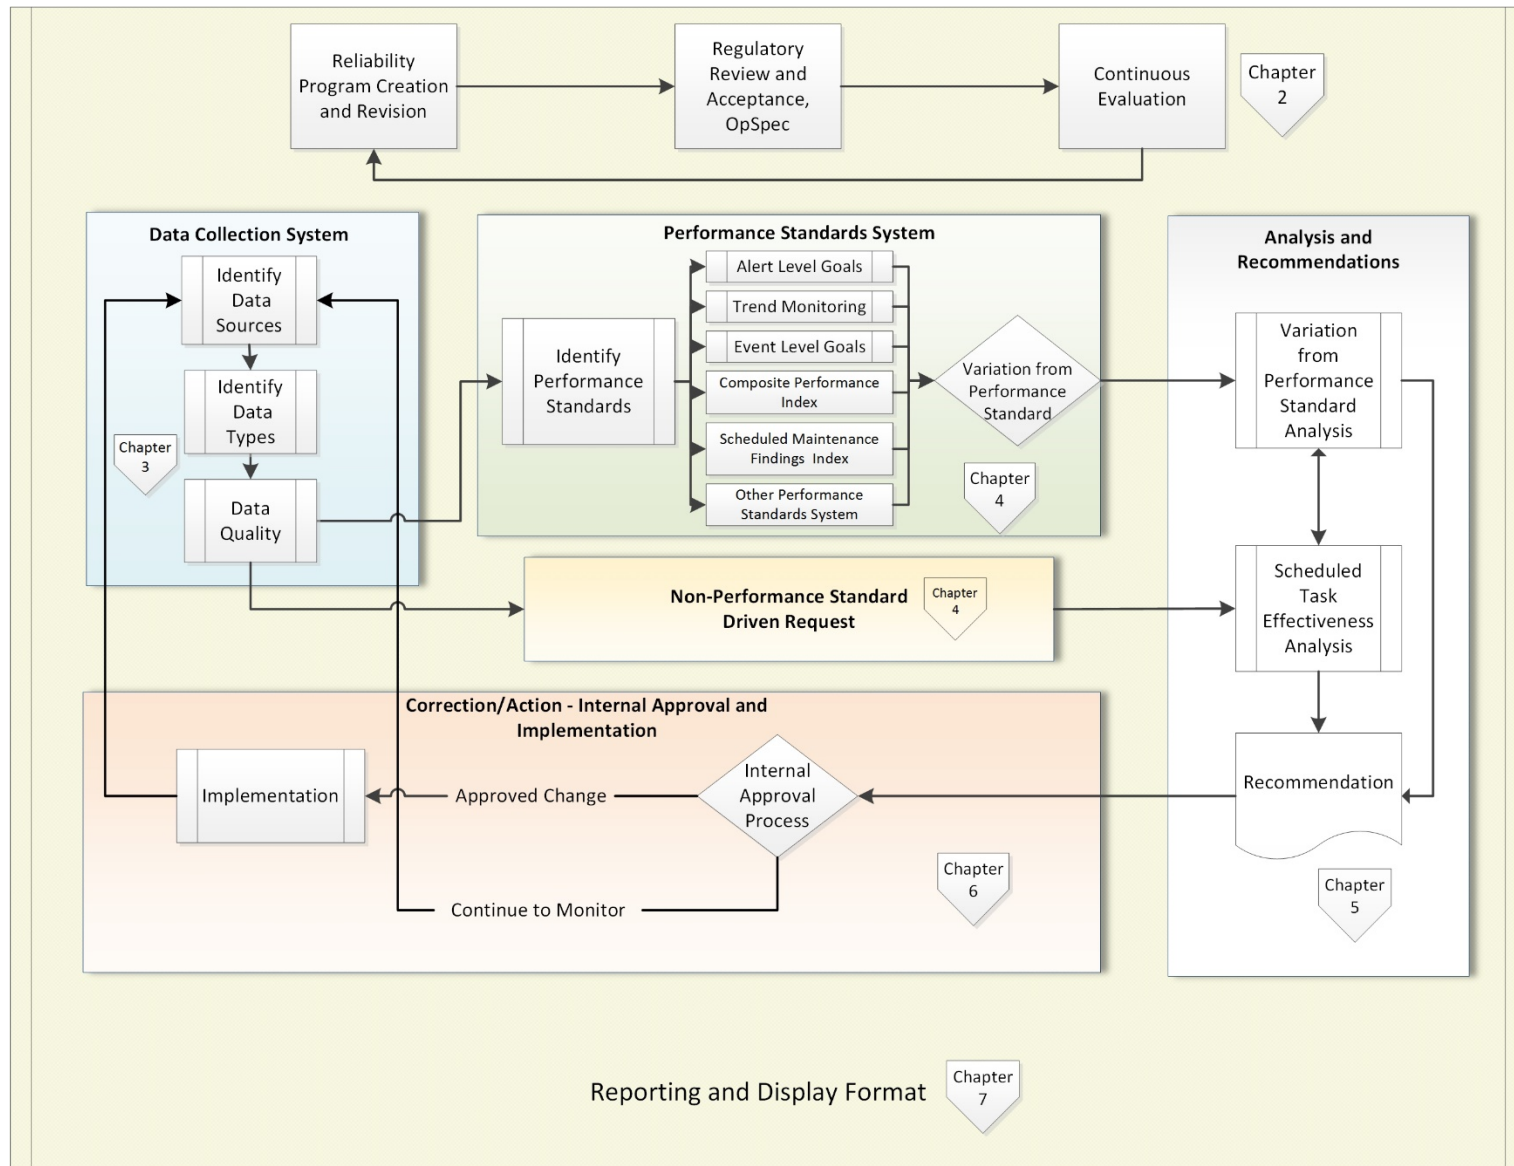 Reliability
Program Creation
and Revision
Regulatory
Review and
Acceptance,
OpSpec
Continuous
Evaluation
Chapter
2
Data Collection System
Identify
Data
Sources
Identify
Data
Types
Chapter
3
Data
Quality
Performance Standards System
Identify
Performance
Standards
Alert Level Goals
Trend Monitoring
Event Level Goals
Composite Performance
Index
Scheduled Maintenance
Findings Index
Other Performance
Standards System
Variation from
Performance
Standard
Chapter
4
Analysis and
Recommendations
Variation
from
Performance
Standard
Analysis
Scheduled
Task
Effectiveness
Analysis
Recommendation
Chapter
5
Non-Performance Standard
Driven Request
Chapter
4
Correction/Action - Internal Approval and
Implementation
Implementation
Approved Change
Internal
Approval
Process
Continue to Monitor
Chapter
6
Reporting and Display Format
Chapter
7